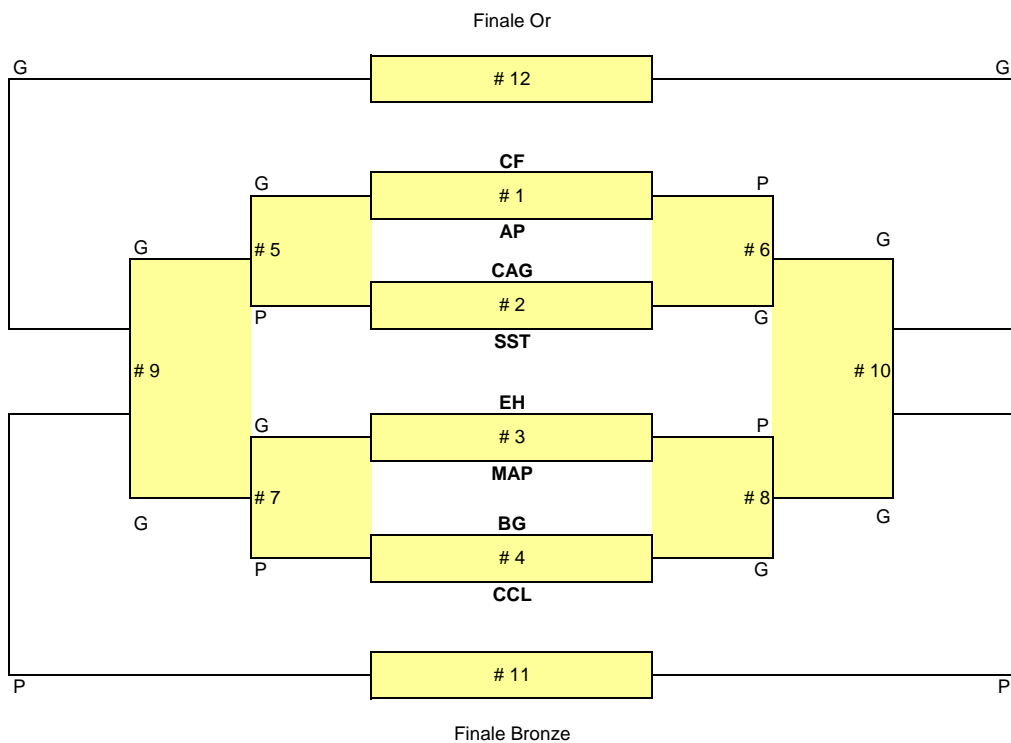 Finale Or
G G
# 12
CF
G P
# 1
AP
G # 5 # 6 G
CAG
# 2
P G
SST
# 9 # 10
EH
G P
# 3
MAP
# 7 # 8
G BG G
# 4
P G
CCL
# 11
P P
Finale Bronze